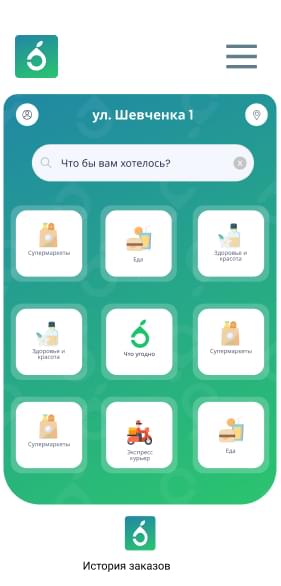 ул. Шевченка 1
Что бы вам хотелось?
Супермаркеты
Еда
Здоровье и
красота
Здоровье и
красота
Что угодно
Супермаркеты
Супермаркеты
Экспресс
курьер
Еда
История заказов